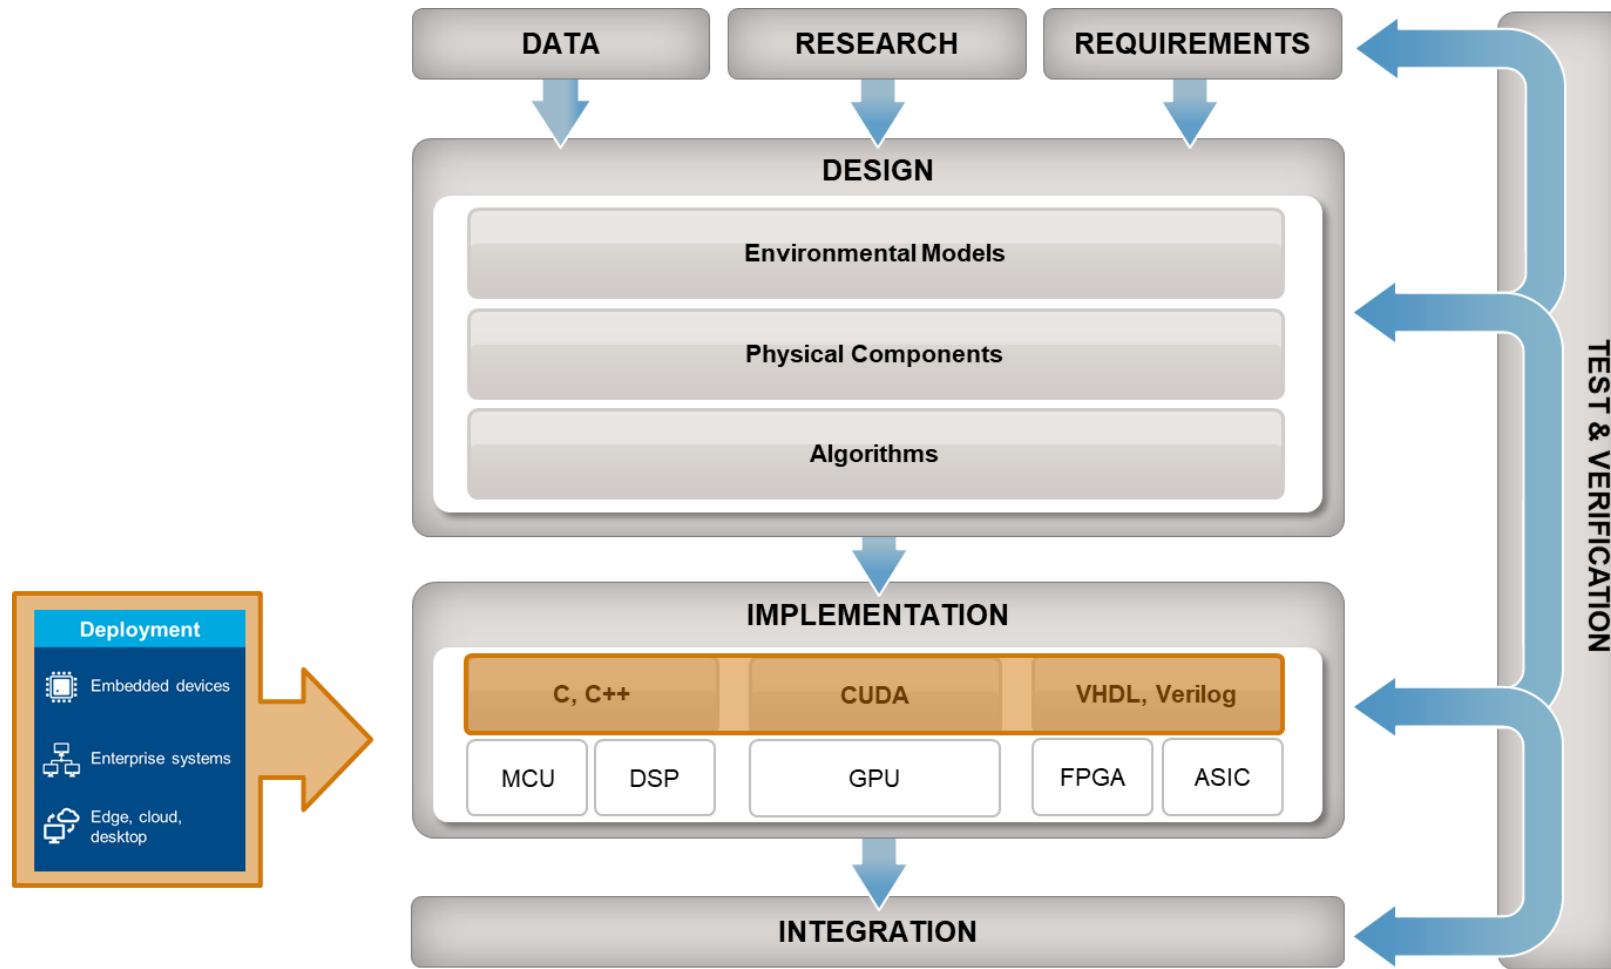 DATA
RESEARCH
REQUIREMENTS
DESIGN
Environmental Models
Physical Components
Algorithms
IMPLEMENTATION
C, C++
CUDA
VHDL, Verilog
MCU
DSP
GPU
FPGA
ASIC
INTEGRATION
Deployment
Embedded devices
Enterprise systems
Edge, cloud,
desktop
TEST & VERIFICATION